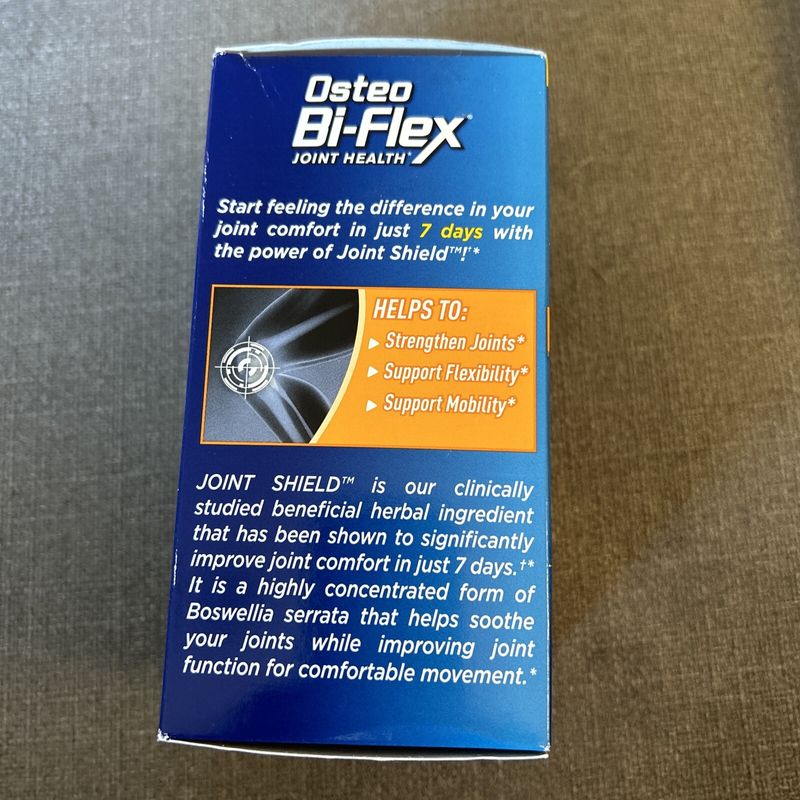 Osteo
Bi-Flex®
JOINT HEALTH*
Start feeling the difference in your
joint comfort in just 7 days with
the power of Joint Shield™!†*
HELPS TO:
▸ Strengthen Joints*
▸ Support Flexibility*
▸ Support Mobility*
JOINT SHIELD™ is our clinically
studied beneficial herbal ingredient
that has been shown to significantly
improve joint comfort in just 7 days.†*
It is a highly concentrated form of
Boswellia serrata that helps soothe
your joints while improving joint
function for comfortable movement.*